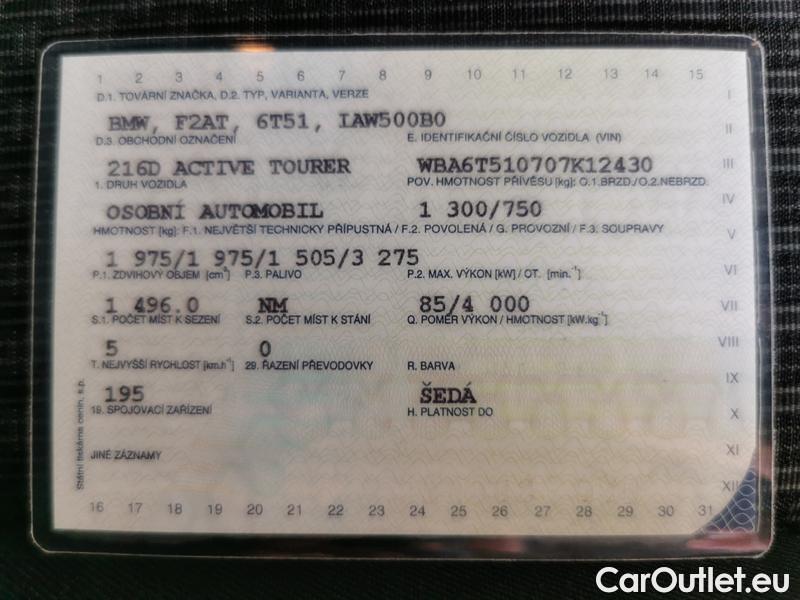 1 2 3 4 5 6 7 8 9 10 11 12 13 14 15
D.1. TOVÁRNÍ ZNAČKA, D.2. TYP, VARIANTA, VERZE I
BMW, F2AT, 6T51, IAW500B0
D.3. OBCHODNÍ OZNAČENÍ E. IDENTIFIKAČNÍ ČÍSLO VOZIDLA (VIN) II
216D ACTIVE TOURER WBA6T510707K12430 III
1. DRUH VOZIDLA POV. HMOTNOST PŘÍVĚSU [kg]: O.1.BRZD./O.2.NEBRZD.
OSOBNÍ AUTOMOBIL 1 300/750 IV
HMOTNOST [kg]: F.1. NEJVĚTŠÍ TECHNICKY PŘÍPUSTNÁ / F.2. POVOLENÁ / G. PROVOZNÍ / F.3. SOUPRAVY V
1 975/1 975/1 505/3 275
P.1. ZDVIHOVÝ OBJEM [cm³] P.3. PALIVO P.2. MAX. VÝKON [kW] / OT. [min.⁻¹] VI
1 496.0 NM 85/4 000 VII
S.1. POČET MÍST K SEZENÍ S.2. POČET MÍST K STÁNÍ Q. POMĚR VÝKON / HMOTNOST [kW.kg⁻¹]
5 0 VIII
T. NEJVYŠŠÍ RYCHLOST [km.h⁻¹] 29. ŘAZENÍ PŘEVODOVKY R. BARVA
195 ŠEDÁ IX
19. SPOJOVACÍ ZAŘÍZENÍ H. PLATNOST DO X
JINÉ ZÁZNAMY XI
XII
16 17 18 19 20 21 22 23 24 25 26 27 28 29 30 31
Státní tiskárna cenin, s.p.
CarOutlet.eu